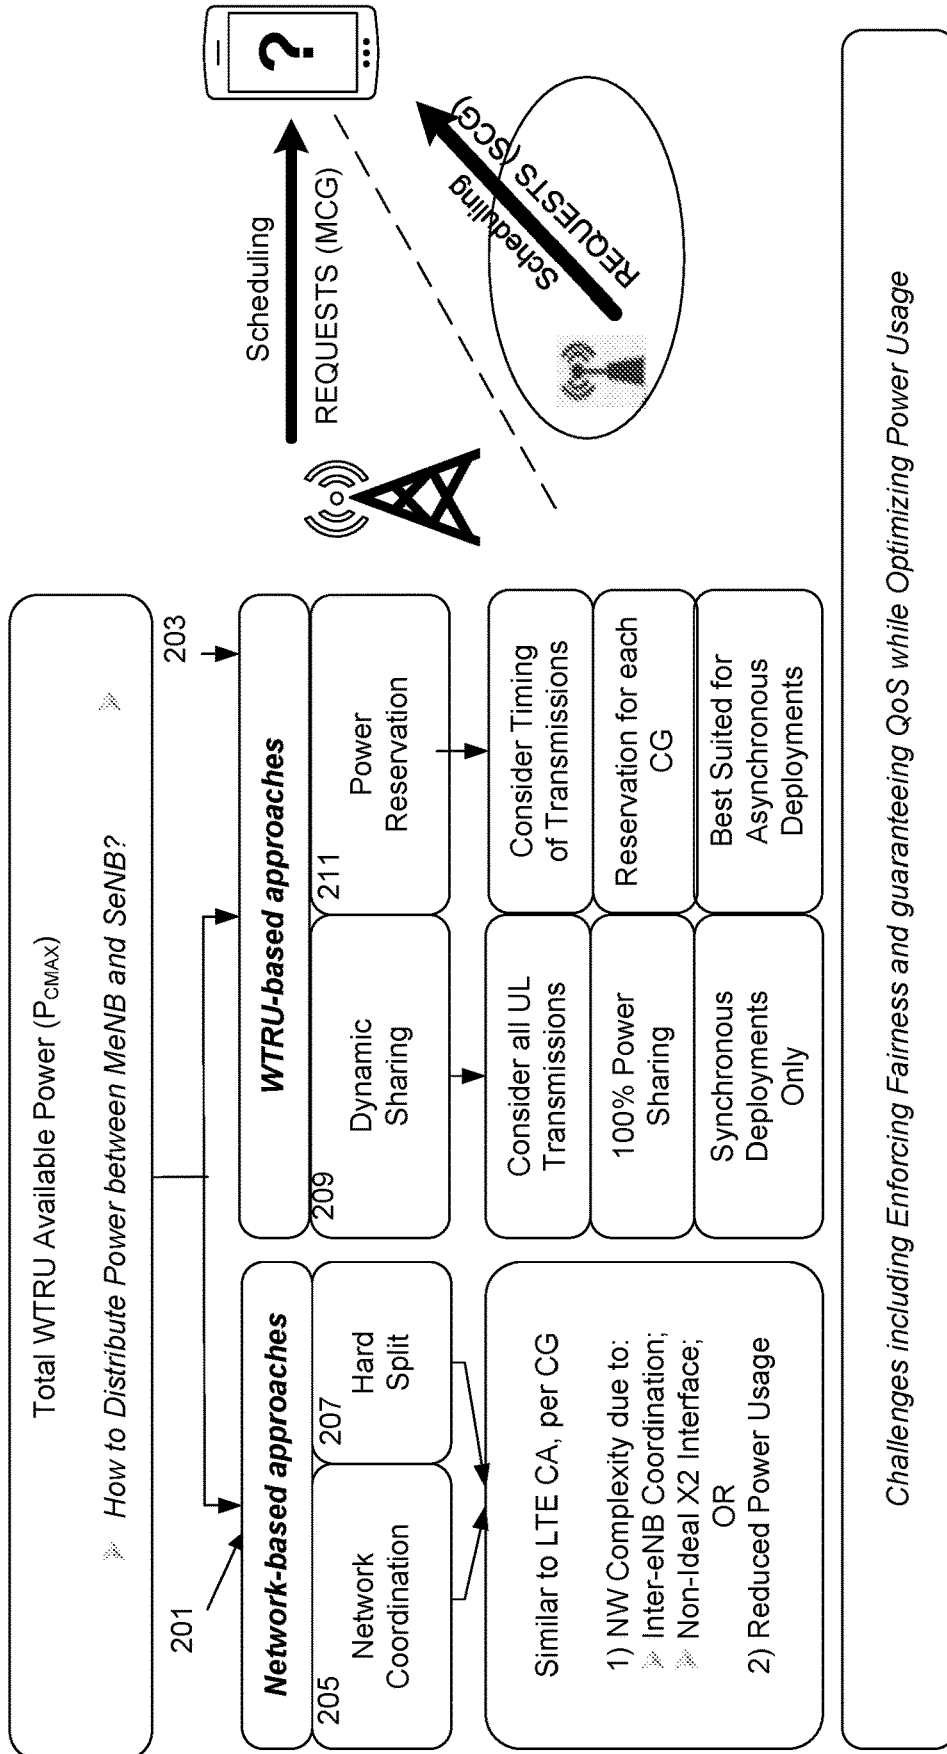 Total WTRU Available Power (PCMAX)
How to Distribute Power between MeNB and SeNB?
201
203
Network-based approaches
205
Network
Coordination
207
Hard
Split
Similar to LTE CA, per CG
1) NW Complexity due to:
Inter-eNB Coordination;
Non-Ideal X2 Interface;
OR
2) Reduced Power Usage
WTRU-based approaches
209
Dynamic
Sharing
211
Power
Reservation
Consider all UL
Transmissions
100% Power
Sharing
Synchronous
Deployments
Only
Consider Timing
of Transmissions
Reservation for each
CG
Best Suited for
Asynchronous
Deployments
Scheduling
REQUESTS (MCG)
?
Scheduling
REQUESTS (SCG)
Challenges including Enforcing Fairness and guaranteeing QoS while Optimizing Power Usage